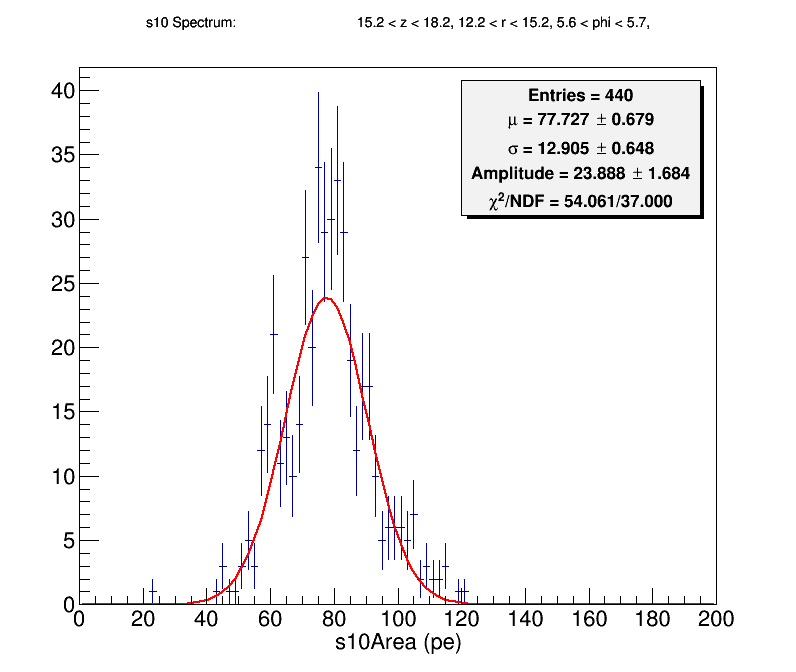 s10 Spectrum: 15.2 < z < 18.2, 12.2 < r < 15.2, 5.6 < phi < 5.7,
Entries = 440
μ = 77.727 ± 0.679
σ = 12.905 ± 0.648
Amplitude = 23.888 ± 1.684
χ²/NDF = 54.061/37.000
40
35
30
25
20
15
10
5
0
0 20 40 60 80 100 120 140 160 180 200
s10Area (pe)